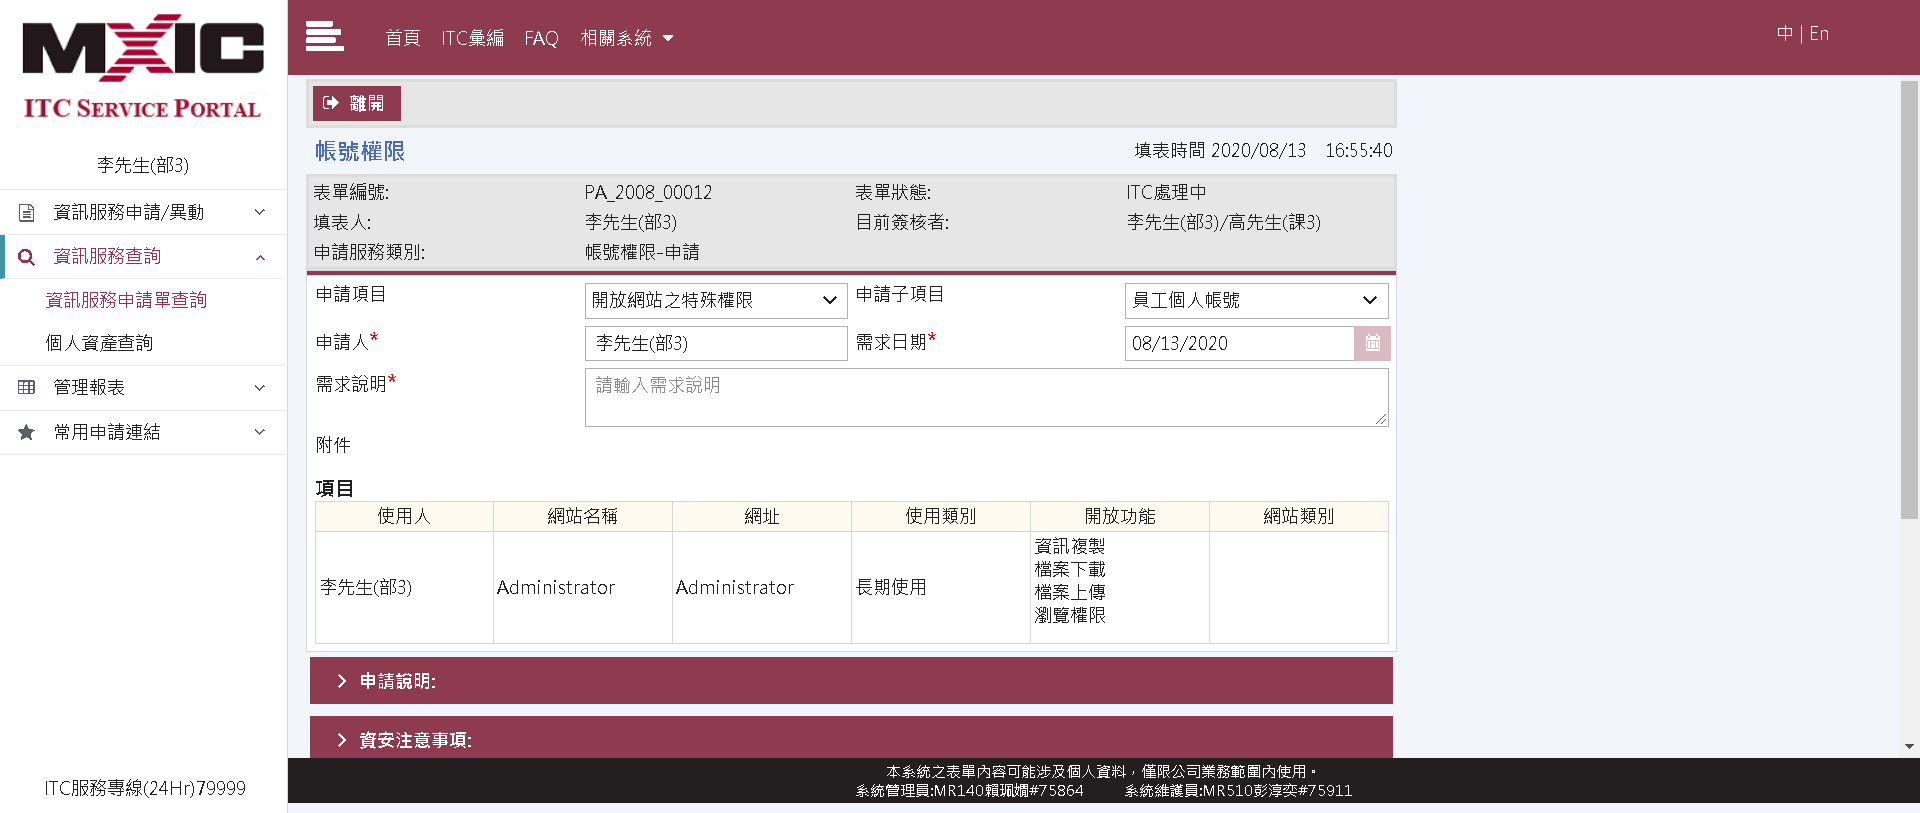 MXIC
ITC SERVICE PORTAL
李先生(部3)
資訊服務申請/異動
資訊服務查詢
資訊服務申請單查詢
個人資產查詢
管理報表
常用申請連結
ITC服務專線(24Hr)79999
首頁 ITC彙編 FAQ 相關系統
中 | En
離開
帳號權限 填表時間 2020/08/13 16:55:40
表單編號: PA_2008_00012 表單狀態: ITC處理中
填表人: 李先生(部3) 目前簽核者: 李先生(部3)/高先生(課3)
申請服務類別: 帳號權限-申請
申請項目 開放網站之特殊權限 申請子項目 員工個人帳號
申請人* 李先生(部3) 需求日期* 08/13/2020
需求說明* 請輸入需求說明
附件
項目
使用人 網站名稱 網址 使用類別 開放功能 網站類別
李先生(部3) Administrator Administrator 長期使用
資訊複製
檔案下載
檔案上傳
瀏覽權限
申請說明:
資安注意事項:
本系統之表單內容可能涉及個人資料，僅限公司業務範圍內使用。
系統管理員:MR140賴珮嫺#75864 系統維護員:MR510彭淳奕#75911